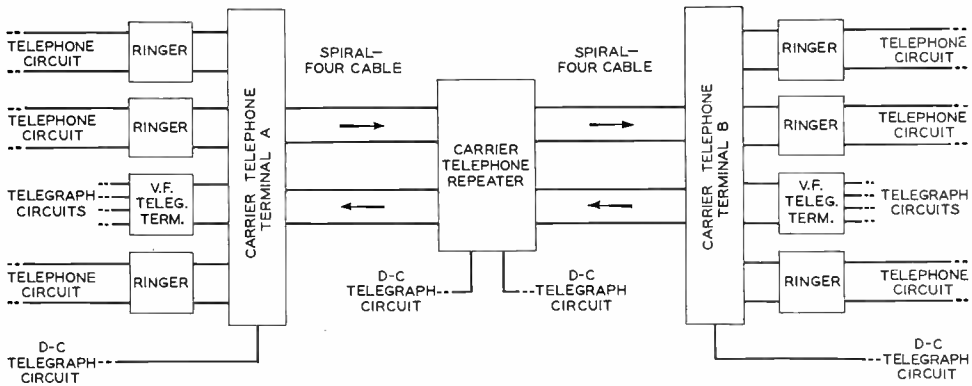 TELEPHONE
CIRCUIT
RINGER
TELEPHONE
CIRCUIT
RINGER
TELEGRAPH
CIRCUITS
V.F.
TELEG.
TERM.
TELEPHONE
CIRCUIT
RINGER
D-C
TELEGRAPH
CIRCUIT
CARRIER TELEPHONE
TERMINAL A
SPIRAL-
FOUR CABLE
CARRIER
TELEPHONE
REPEATER
D-C
TELEGRAPH
CIRCUIT
D-C
TELEGRAPH
CIRCUIT
SPIRAL-
FOUR CABLE
CARRIER TELEPHONE
TERMINAL B
RINGER
TELEPHONE
CIRCUIT
RINGER
TELEPHONE
CIRCUIT
V.F.
TELEG.
TERM.
TELEGRAPH
CIRCUITS
RINGER
TELEPHONE
CIRCUIT
D-C
TELEGRAPH
CIRCUIT